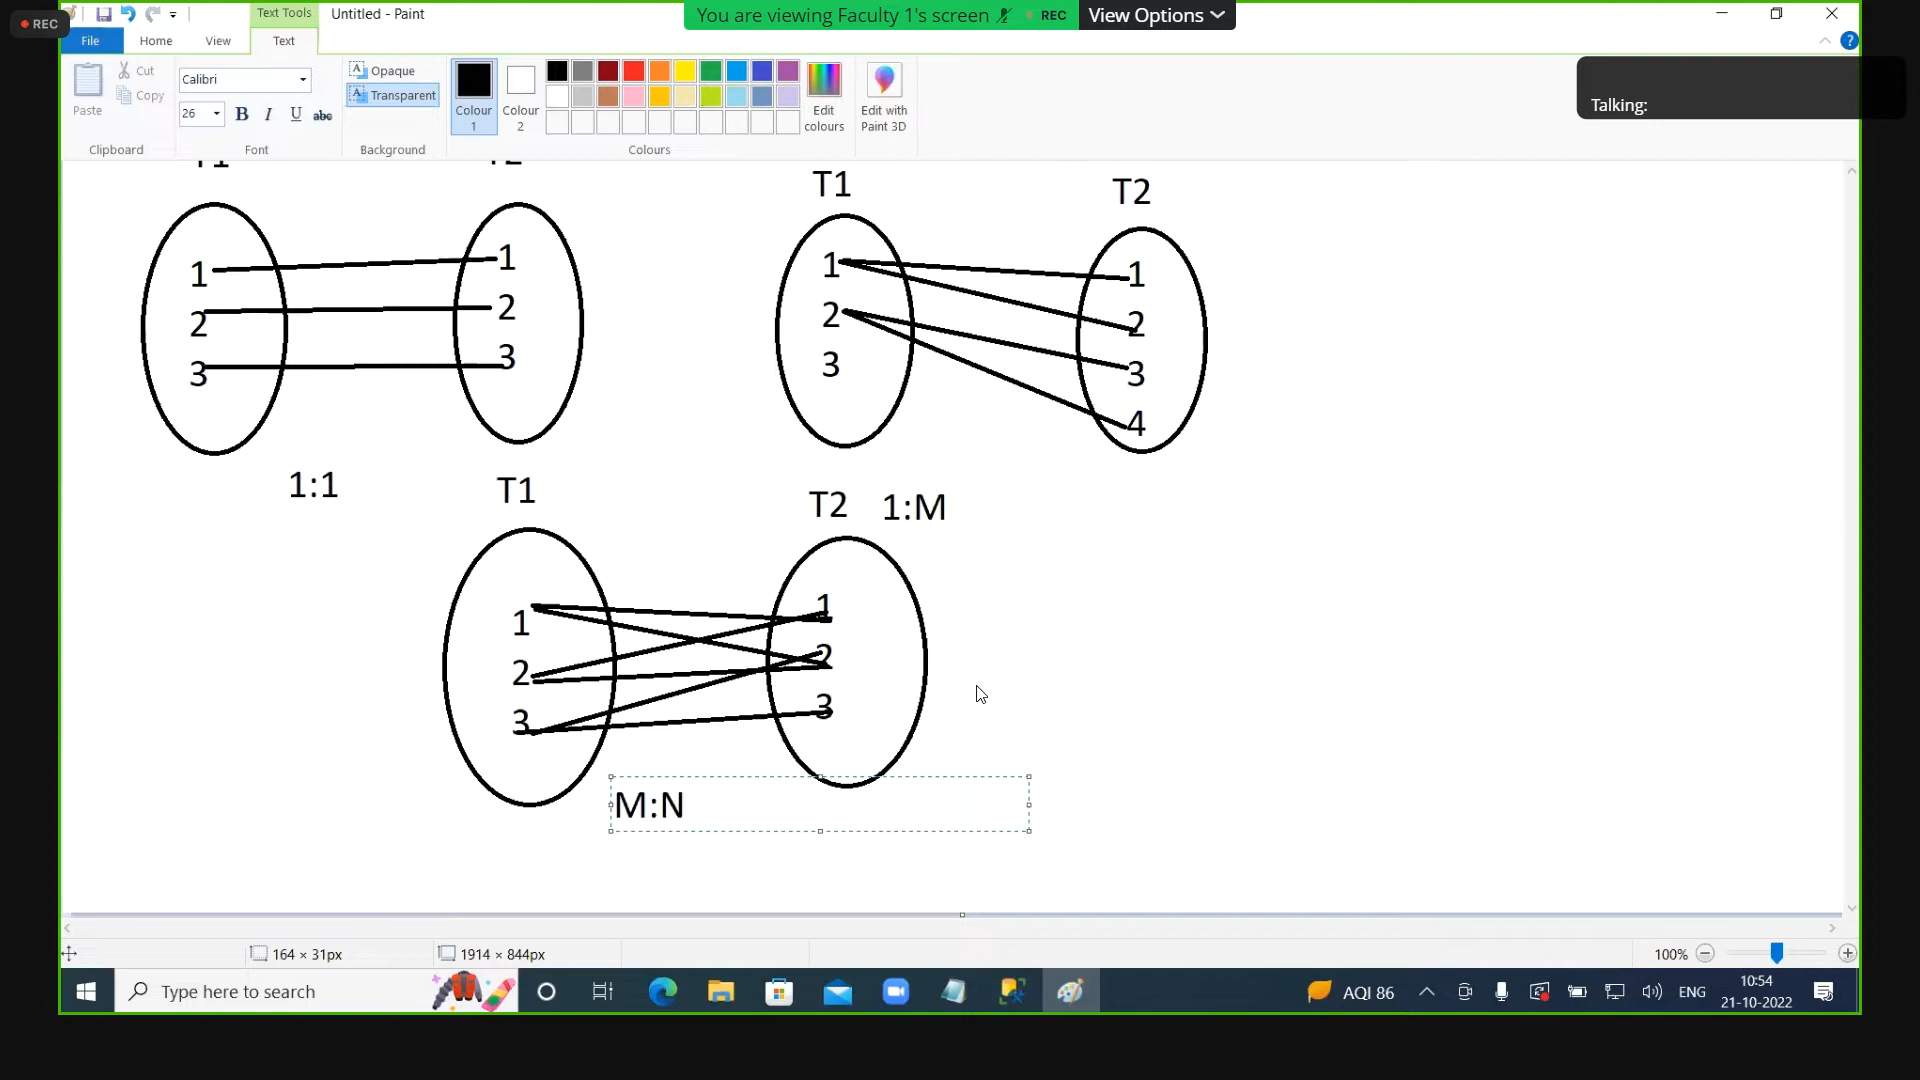 REC
Text Tools
Untitled - Paint
You are viewing Faculty 1's screen
REC
View Options
File
Home
View
Text
?
Paste
Cut
Copy
Calibri
26
B I U abc
Opaque
Transparent
Colour 1
Colour 2
Edit colours
Edit with Paint 3D
Clipboard
Font
Background
Colours
Talking:
T1
T2
1
2
3
1
2
3
1:1
T1
T2
1
2
3
1
2
3
4
1:M
T1
T2
1
2
3
1
2
3
M:N
164 × 31px
1914 × 844px
100%
Type here to search
AQI 86
ENG
10:54
21-10-2022